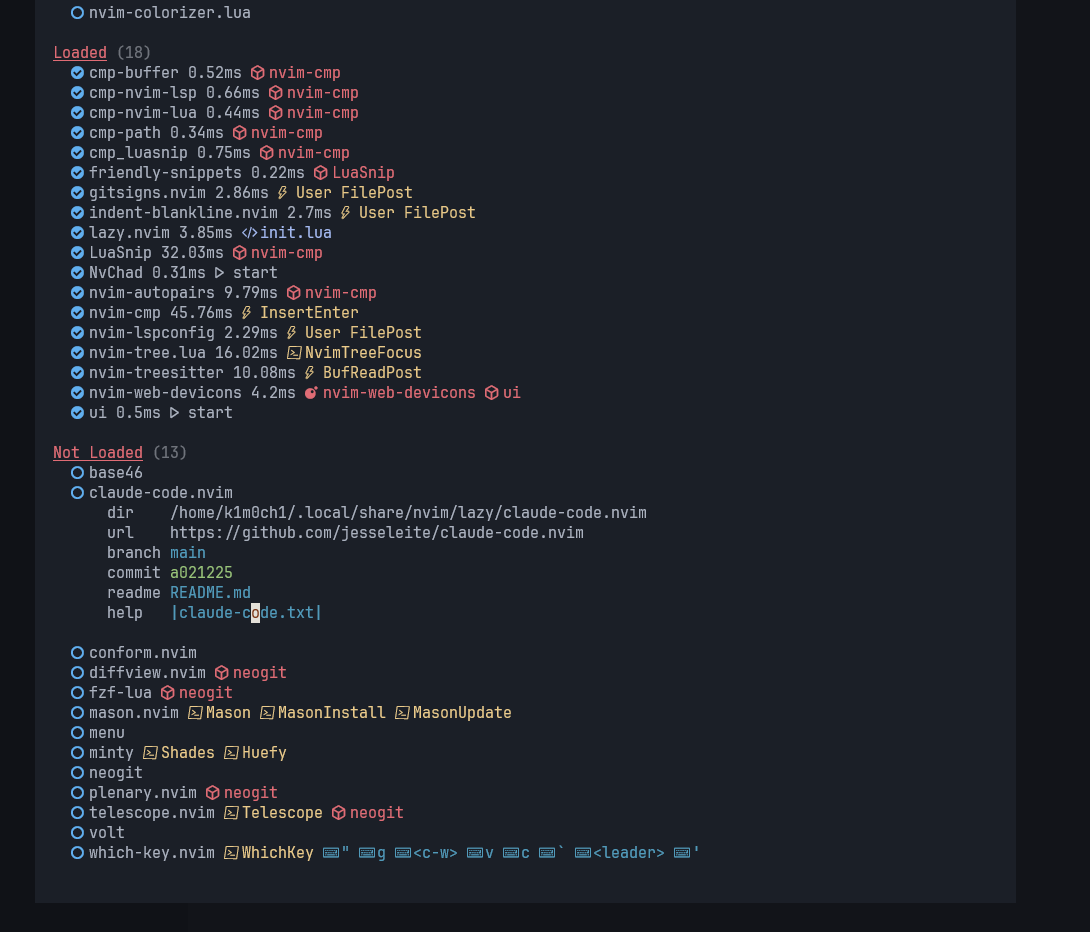 nvim-colorizer.lua
Loaded (18)
cmp-buffer 0.52ms nvim-cmp
cmp-nvim-lsp 0.66ms nvim-cmp
cmp-nvim-lua 0.44ms nvim-cmp
cmp-path 0.34ms nvim-cmp
cmp_luasnip 0.75ms nvim-cmp
friendly-snippets 0.22ms LuaSnip
gitsigns.nvim 2.86ms User FilePost
indent-blankline.nvim 2.7ms User FilePost
lazy.nvim 3.85ms </> init.lua
LuaSnip 32.03ms nvim-cmp
NvChad 0.31ms start
nvim-autopairs 9.79ms nvim-cmp
nvim-cmp 45.76ms InsertEnter
nvim-lspconfig 2.29ms User FilePost
nvim-tree.lua 16.02ms NvimTreeFocus
nvim-treesitter 10.08ms BufReadPost
nvim-web-devicons 4.2ms nvim-web-devicons ui
ui 0.5ms start
Not Loaded (13)
base46
claude-code.nvim
dir /home/k1m0ch1/.local/share/nvim/lazy/claude-code.nvim
url https://github.com/jesseleite/claude-code.nvim
branch main
commit a021225
readme README.md
help |claude-code.txt|
conform.nvim
diffview.nvim neogit
fzf-lua neogit
mason.nvim Mason MasonInstall MasonUpdate
menu
minty Shades Huefy
neogit
plenary.nvim neogit
telescope.nvim Telescope neogit
volt
which-key.nvim WhichKey " g <c-w> v c ` <leader> '